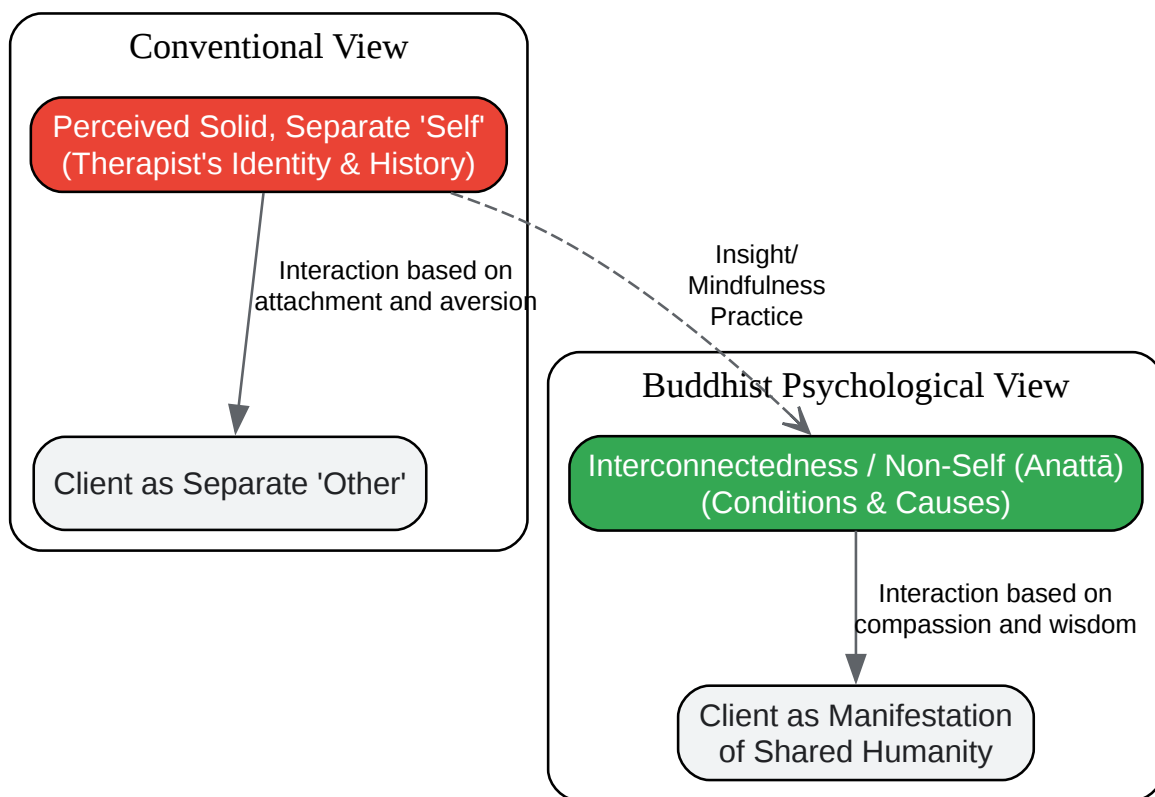 Conventional View
Perceived Solid, Separate 'Self'
(Therapist's Identity & History)
Interaction based on
attachment and aversion
Client as Separate 'Other'
Insight/
Mindfulness
Practice
Buddhist Psychological View
Interconnectedness / Non-Self (Anattā)
(Conditions & Causes)
Interaction based on
compassion and wisdom
Client as Manifestation
of Shared Humanity